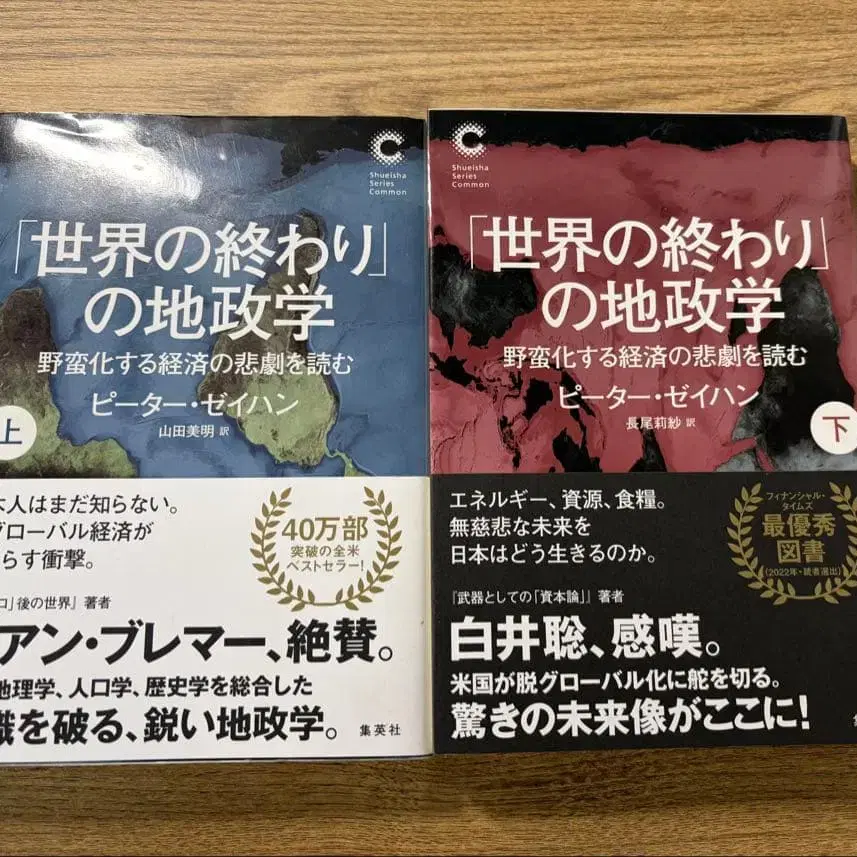 Shueisha
Series
Common
「世界の終わり」
の地政学
野蛮化する経済の悲劇を読む
ピーター・ゼイハン
山田美明 訳
上
本人はまだ知らない。
グローバル経済が
らす衝撃。
40万部
突破の全米
ベストセラー!
」後の世界』著者
アン・ブレマー、絶賛。
地理学、人口学、歴史学を総合した
識を破る、鋭い地政学。
集英社
Shueisha
Series
Common
「世界の終わり」
の地政学
野蛮化する経済の悲劇を読む
ピーター・ゼイハン
長尾莉紗 訳
下
エネルギー、資源、食糧。
無慈悲な未来を
日本はどう生きるのか。
フィナンシャル・
タイムズ
最優秀
図書
(2022年・読者選出)
『武器としての「資本論」』著者
白井聡、感嘆。
米国が脱グローバル化に舵を切る。
驚きの未来像がここに!